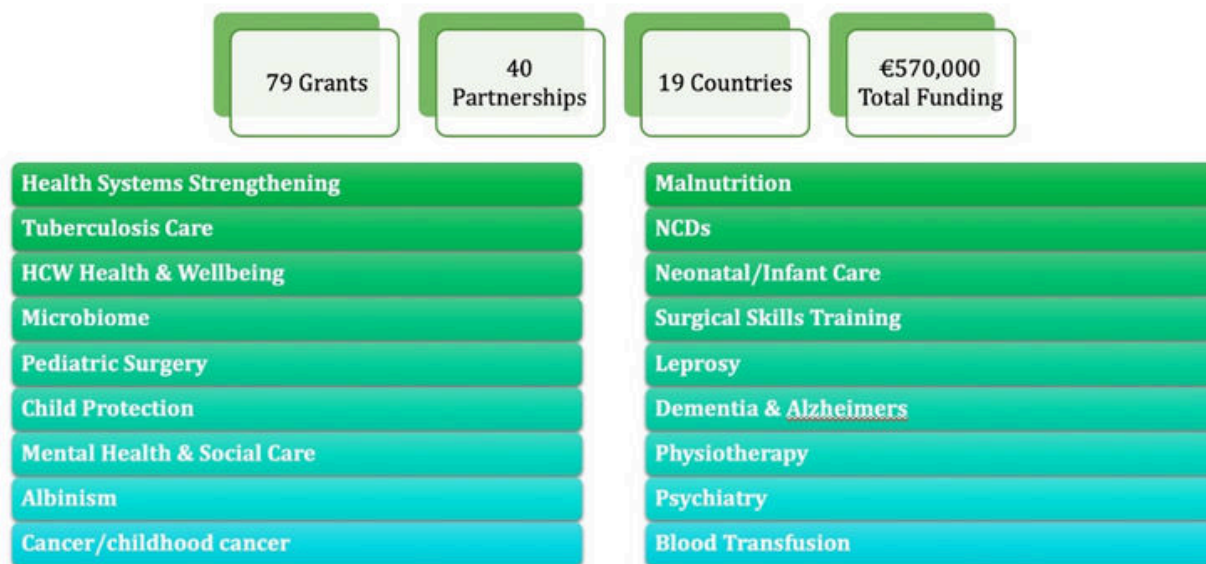 79 Grants
40
Partnerships
19 Countries
€570,000
Total Funding
Health Systems Strengthening
Tuberculosis Care
HCW Health & Wellbeing
Microbiome
Pediatric Surgery
Child Protection
Mental Health & Social Care
Albinism
Cancer/childhood cancer
Malnutrition
NCDs
Neonatal/Infant Care
Surgical Skills Training
Leprosy
Dementia & Alzheimers
Physiotherapy
Psychiatry
Blood Transfusion